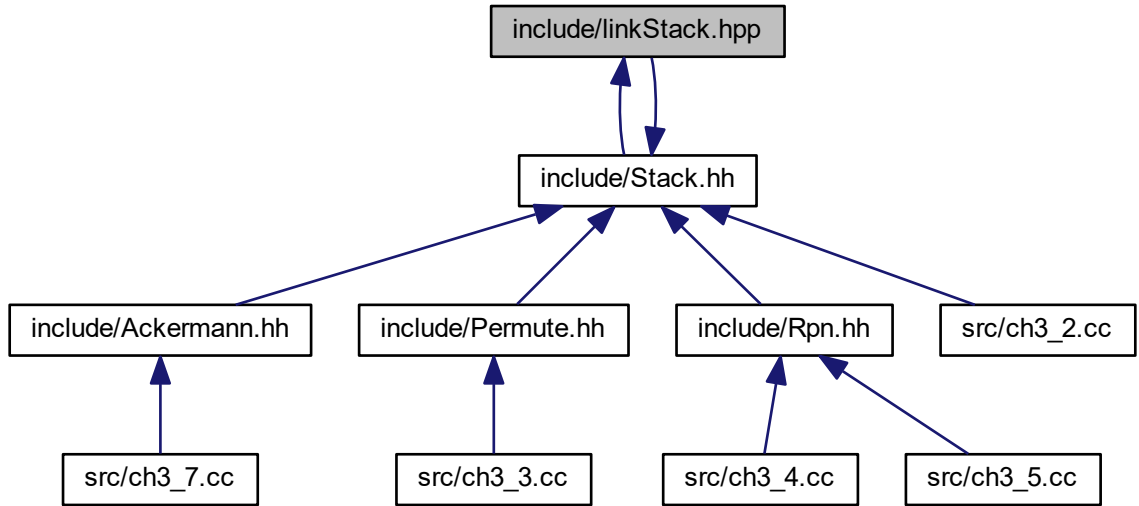 include/linkStack.hpp
include/Stack.hh
include/Ackermann.hh
include/Permute.hh
include/Rpn.hh
src/ch3_2.cc
src/ch3_7.cc
src/ch3_3.cc
src/ch3_4.cc
src/ch3_5.cc